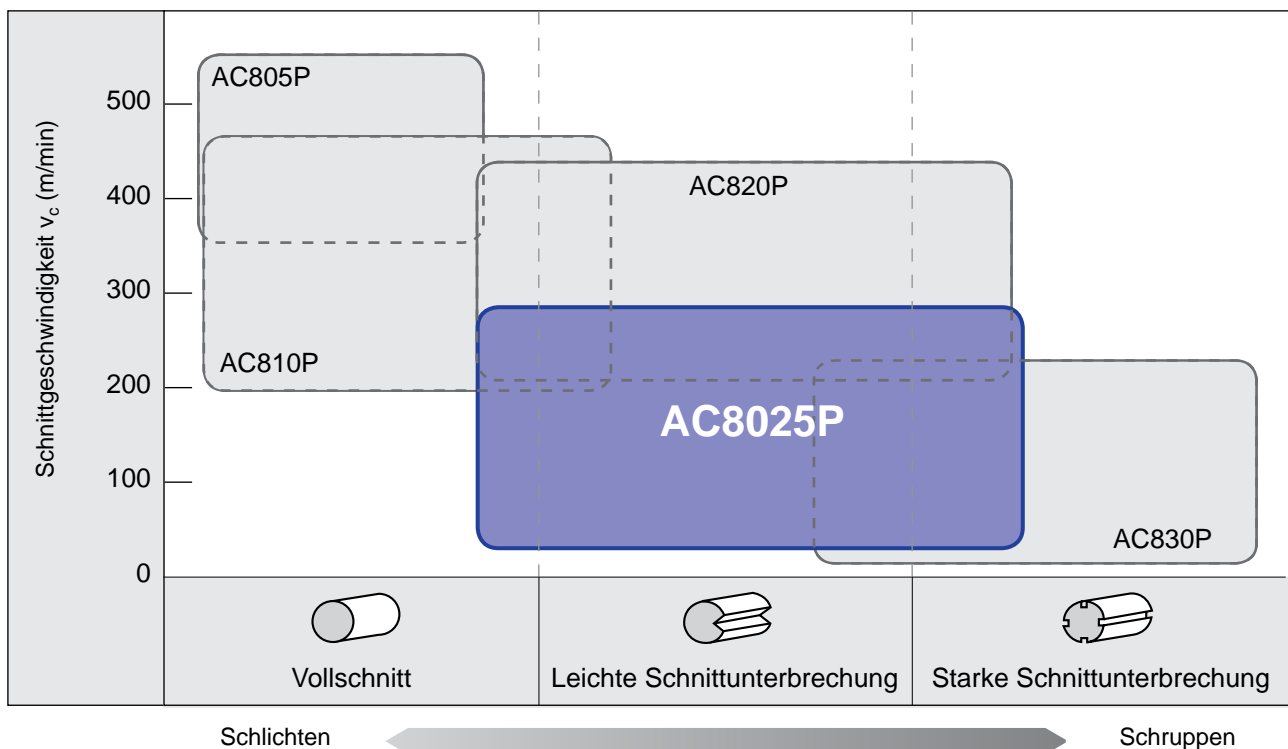 Schnittgeschwindigkeit vc (m/min)
500
400
300
200
100
0
AC805P
AC820P
AC810P
AC8025P
AC830P
Vollschnitt
Leichte Schnittunterbrechung
Starke Schnittunterbrechung
Schlichten
Schruppen